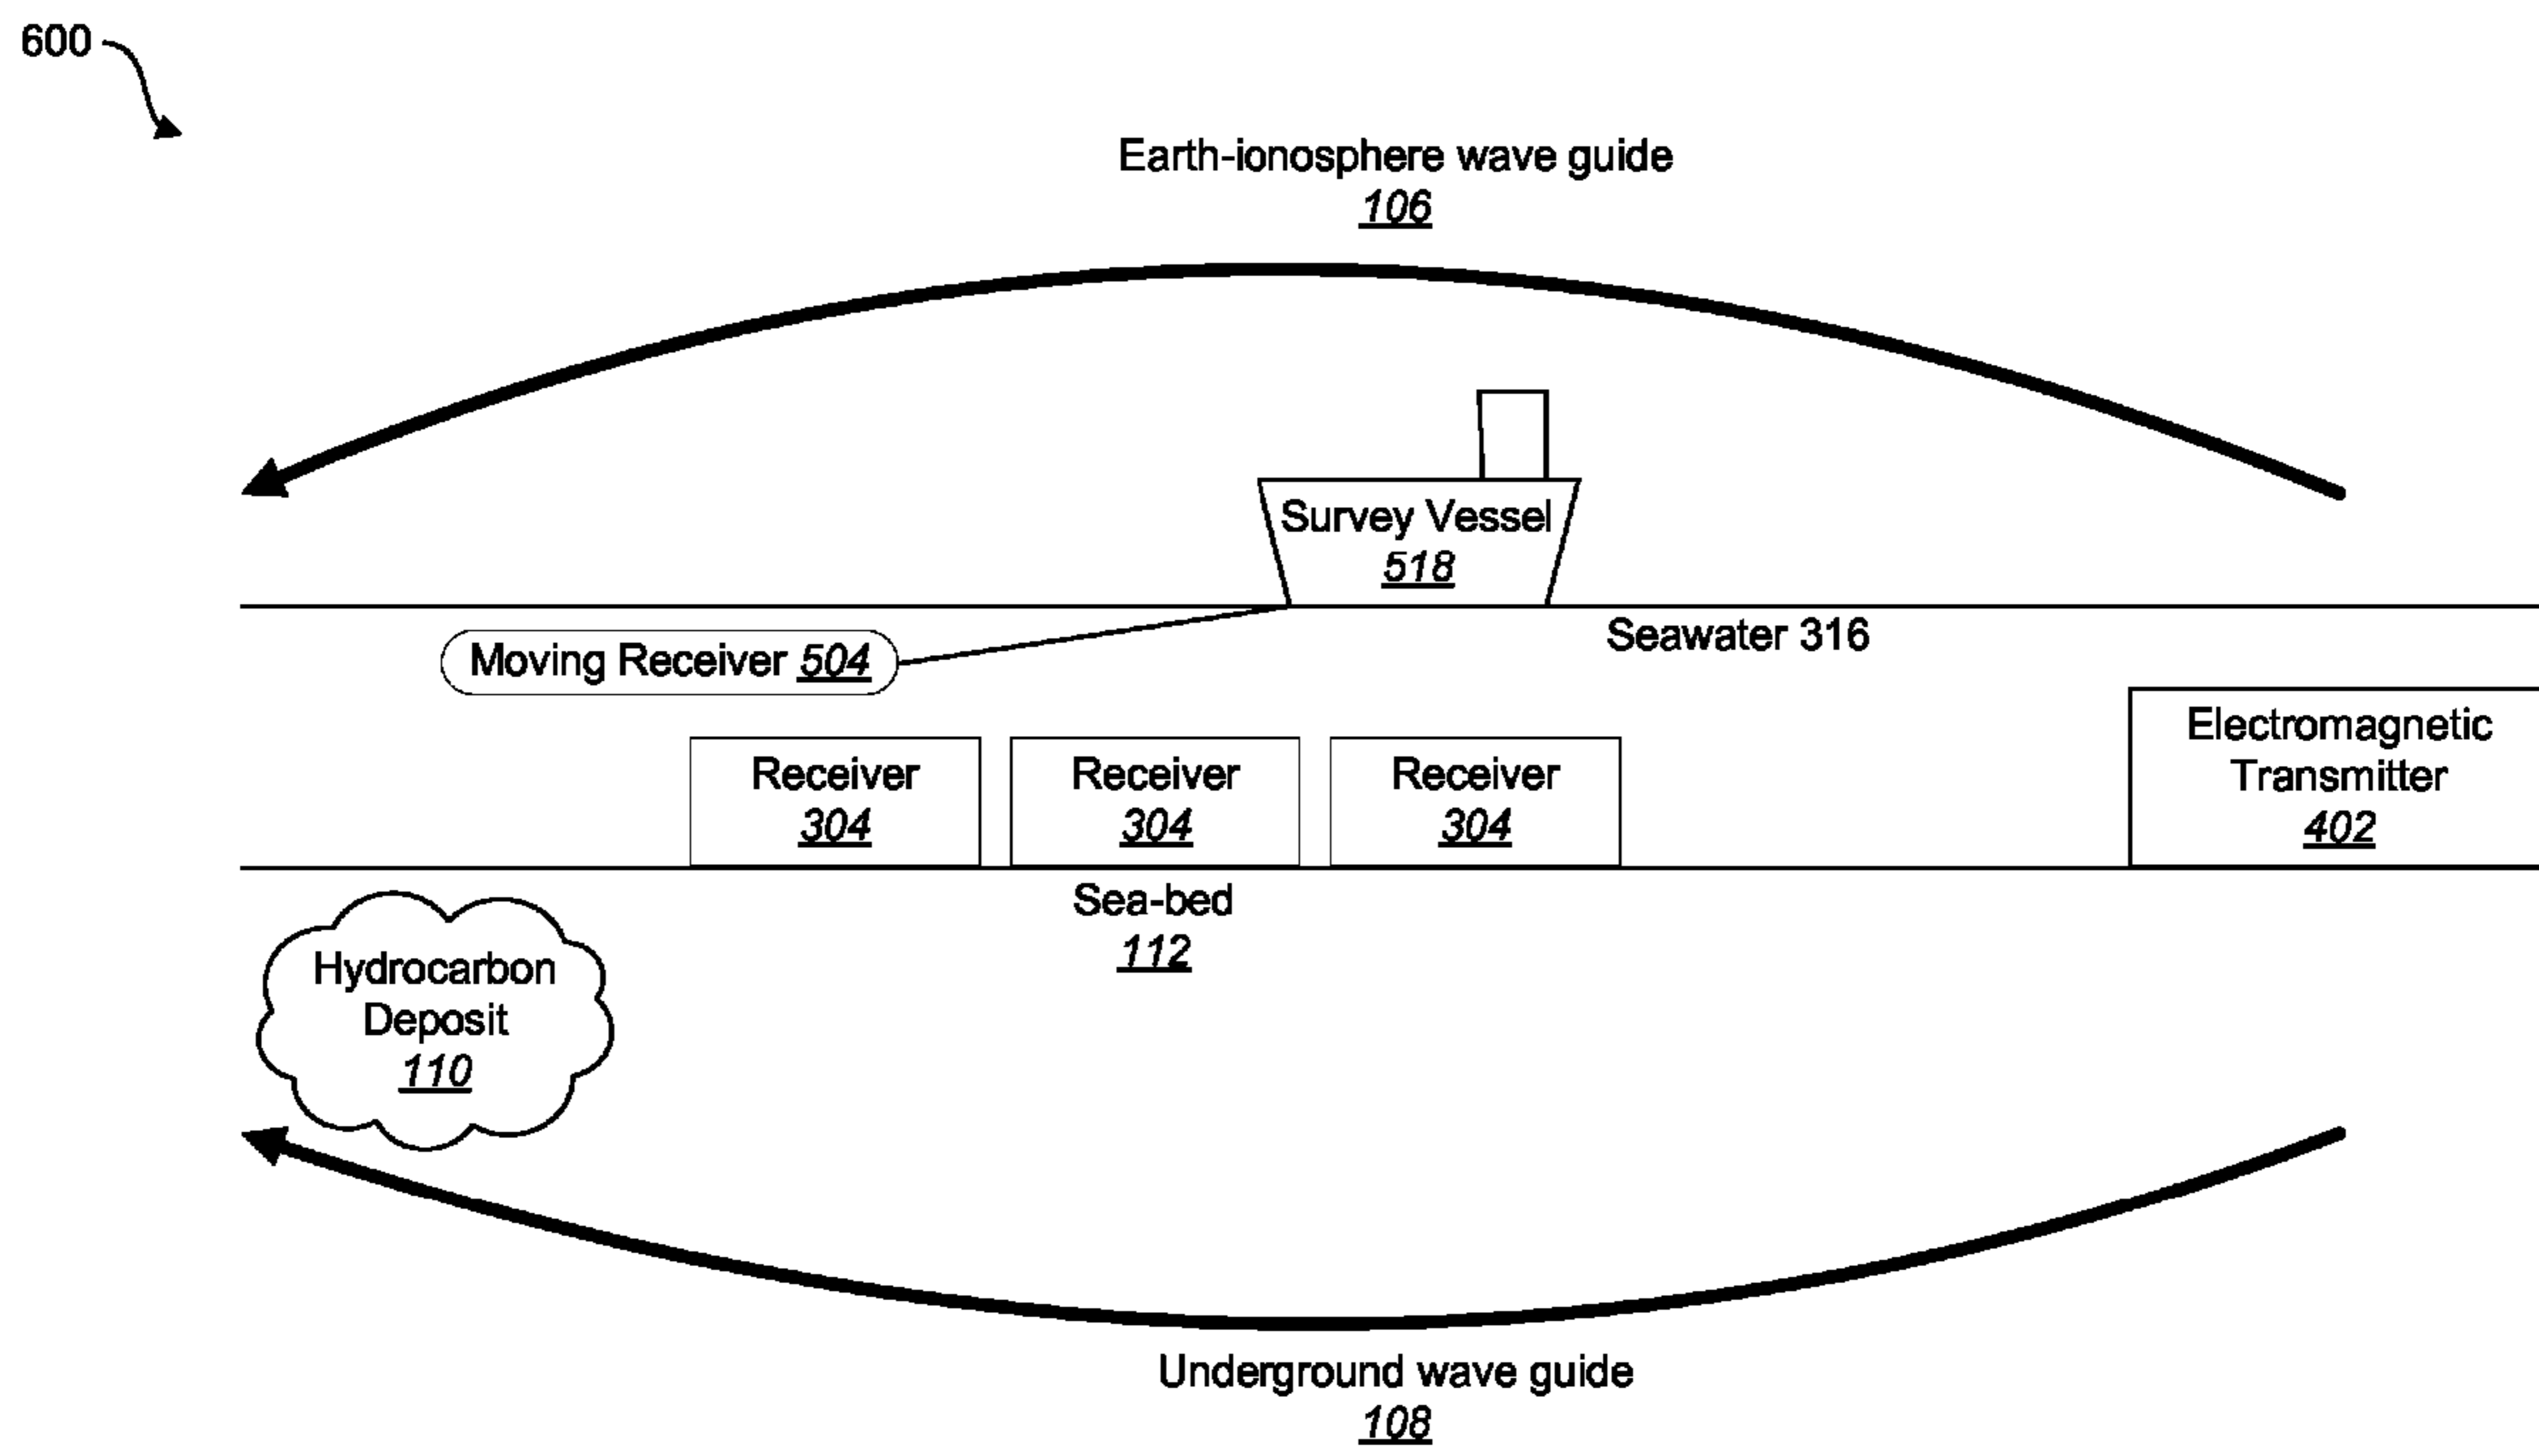 600
Earth-ionosphere wave guide
106
Survey Vessel
518
Seawater 316
Moving Receiver 504
Electromagnetic
Transmitter
402
Receiver
304
Receiver
304
Receiver
304
Sea-bed
112
Hydrocarbon
Deposit
110
Underground wave guide
108